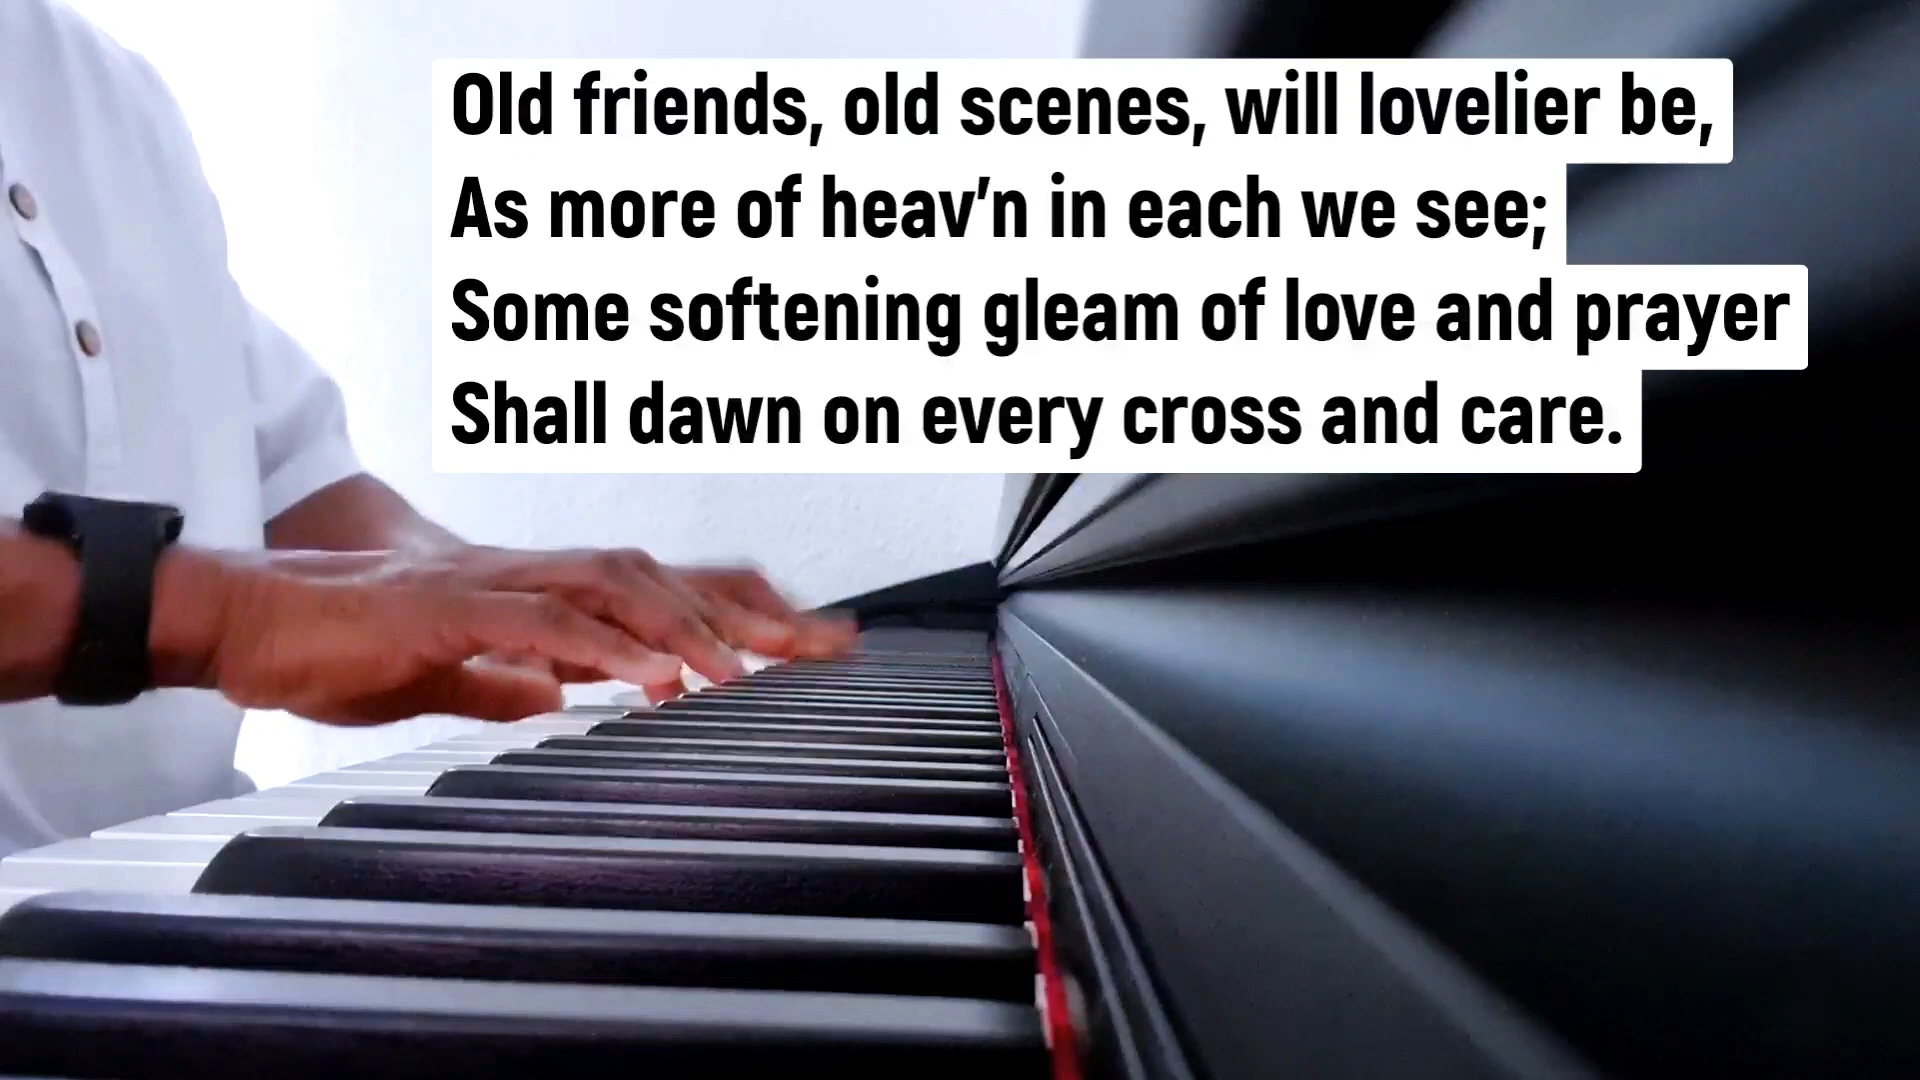 Old friends, old scenes, will lovelier be,
As more of heav’n in each we see;
Some softening gleam of love and prayer
Shall dawn on every cross and care.